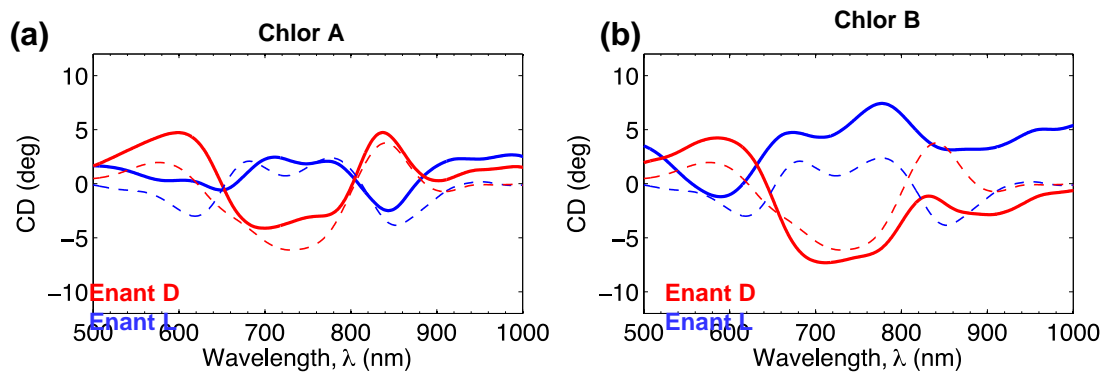 (a)
Chlor A
10
5
0
−5
−10
CD (deg)
Enant D
Enant L
500 600 700 800 900 1000
Wavelength, λ (nm)
(b)
Chlor B
10
5
0
−5
−10
CD (deg)
Enant D
Enant L
500 600 700 800 900 1000
Wavelength, λ (nm)